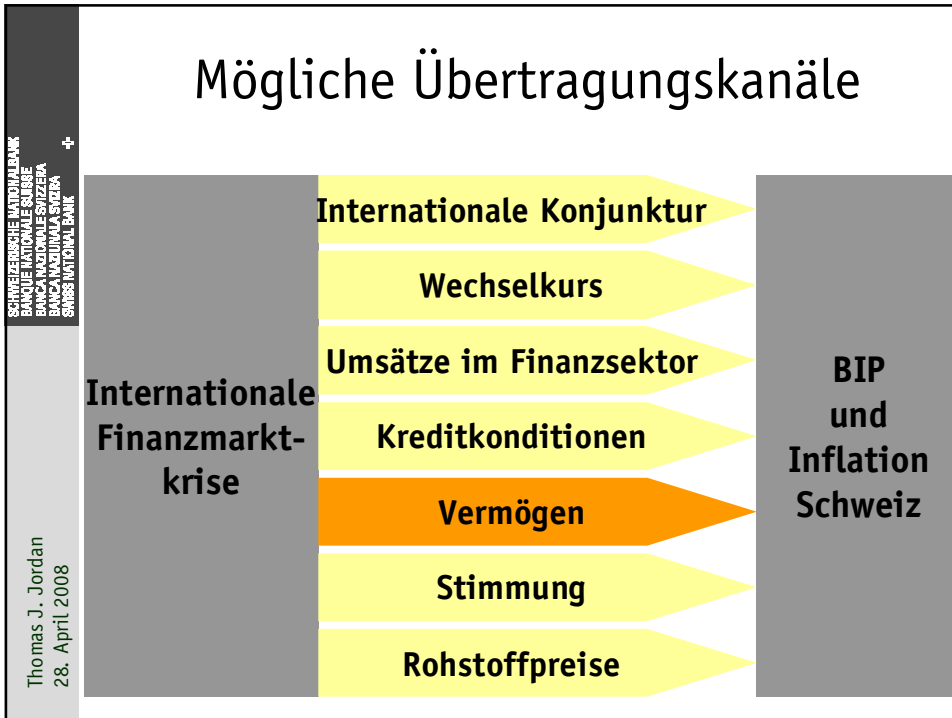 Mögliche Übertragungskanäle
SCHWEIZERISCHE NATIONALBANK
BANQUE NATIONALE SUISSE
BANCA NAZIONALE SVIZZERA
BANCA NAZIUNALA SVIZRA
SWISS NATIONAL BANK
Internationale
Finanzmarkt-
krise
Internationale Konjunktur
Wechselkurs
Umsätze im Finanzsektor
Kreditkonditionen
Vermögen
Stimmung
Rohstoffpreise
BIP
und
Inflation
Schweiz
Thomas J. Jordan
28. April 2008